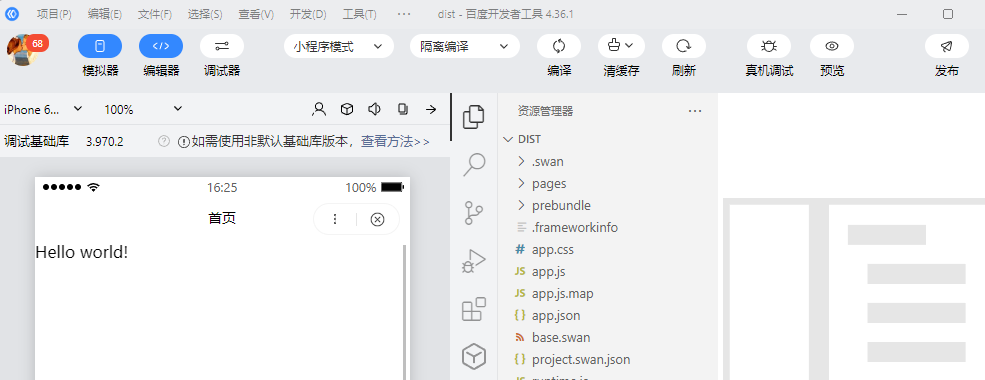 项目(P) 编辑(E) 文件(F) 选择(S) 查看(V) 开发(D) 工具(T) ··· dist - 百度开发者工具 4.36.1
68
模拟器 编辑器 调试器 小程序模式 隔离编译 编译 清缓存 刷新 真机调试 预览 发布
iPhone 6... 100%
调试基础库 3.970.2 如需使用非默认基础库版本，查看方法>>
16:25 100%
首页
Hello world!
资源管理器 ···
DIST
.swan
pages
prebundle
.frameworkinfo
# app.css
JS app.js
JS app.js.map
{ } app.json
base.swan
{ } project.swan.json
JS runtime.js